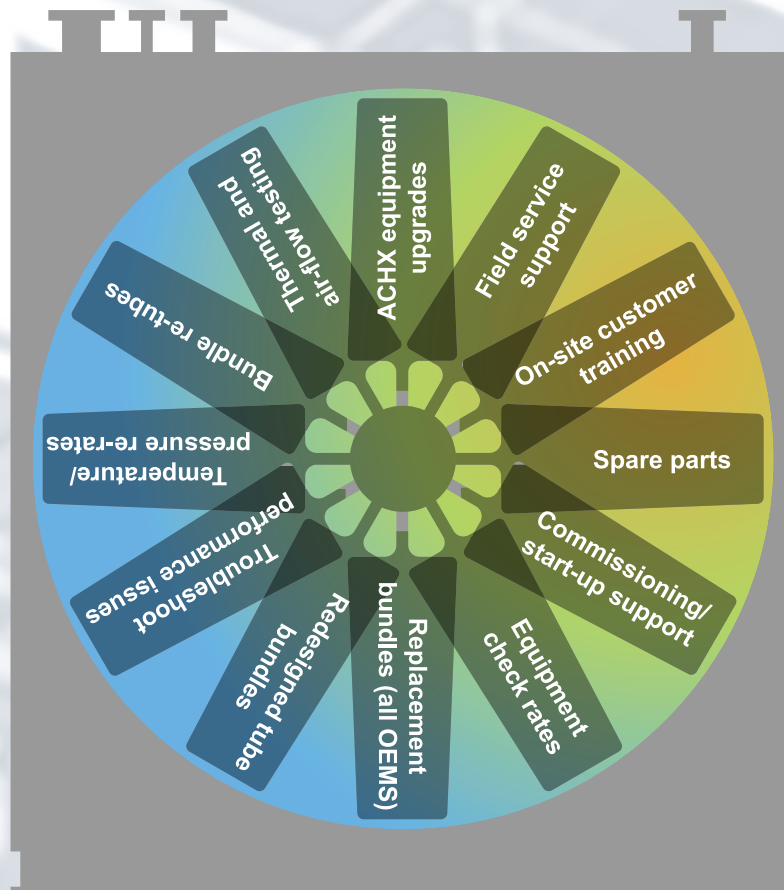 ACHX equipment
upgrades
Field service
support
On-site customer
training
Spare parts
Commissioning/
start-up support
Equipment
check rates
Replacement
bundles (all OEMS)
Redesigned tube
bundles
Troubleshoot
performance issues
Temperature/
pressure re-rates
Bundle re-tubes
Thermal and
air-flow testing